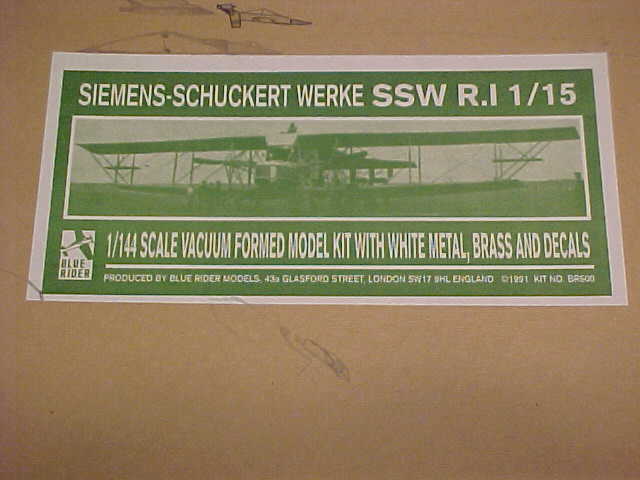 SIEMENS-SCHUCKERT WERKE SSW R.I 1/15
BLUE
RIDER
1/144 SCALE VACUUM FORMED MODEL KIT WITH WHITE METAL, BRASS AND DECALS
PRODUCED BY BLUE RIDER MODELS, 43a GLASFORD STREET, LONDON SW17 9HL ENGLAND ©1991 KIT NO. BR500